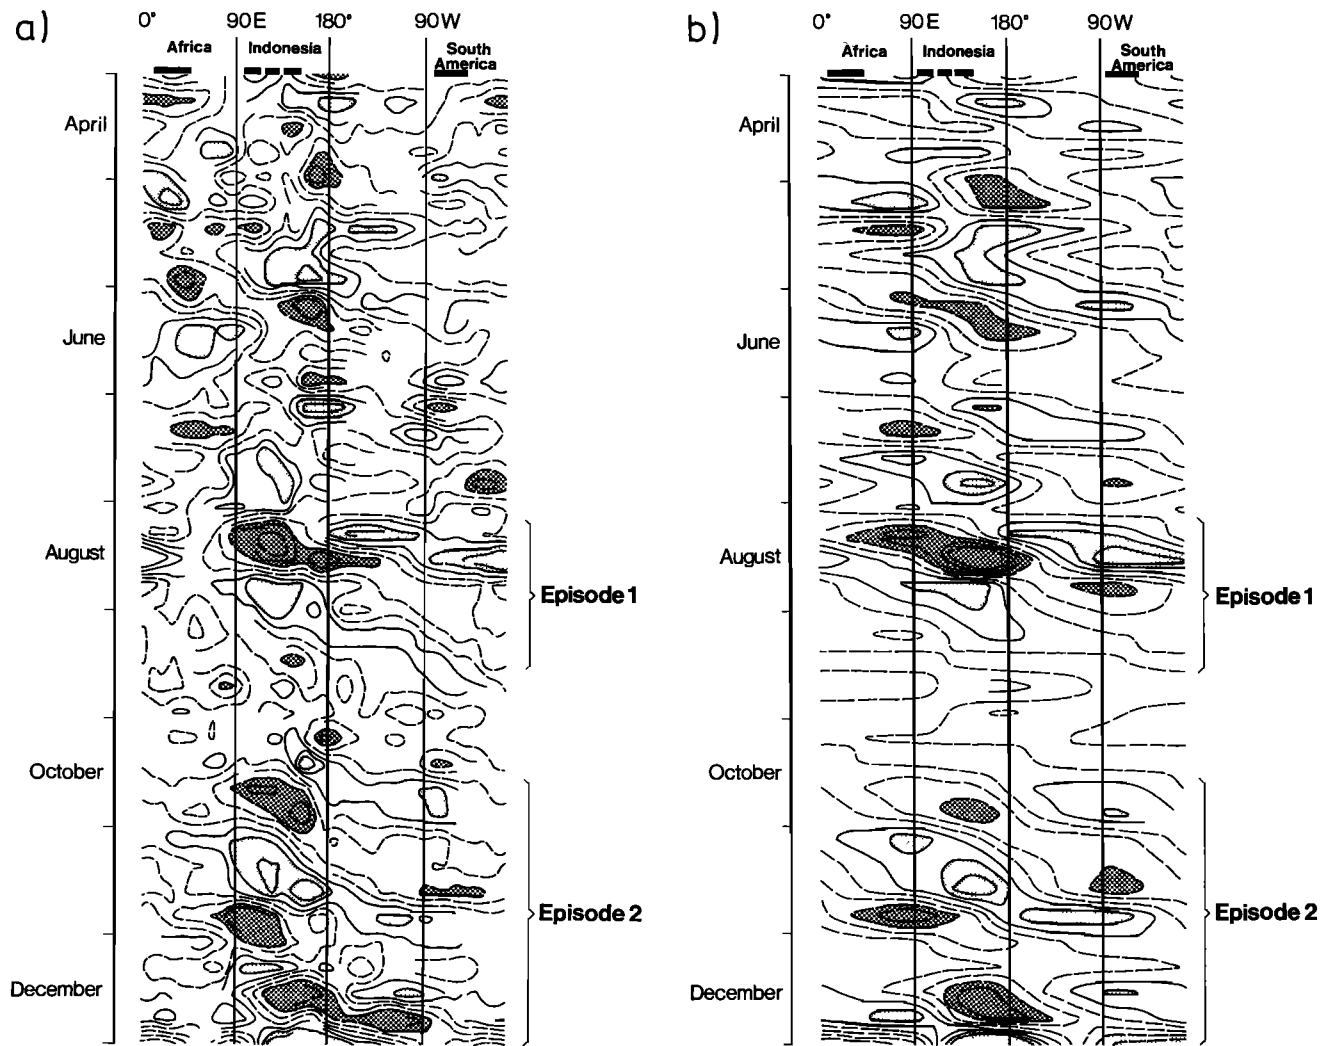 a)
0° 90E 180° 90W
Africa Indonesia South America
April
June
August
October
December
Episode 1
Episode 2
b)
0° 90E 180° 90W
Africa Indonesia South America
April
June
August
October
December
Episode 1
Episode 2